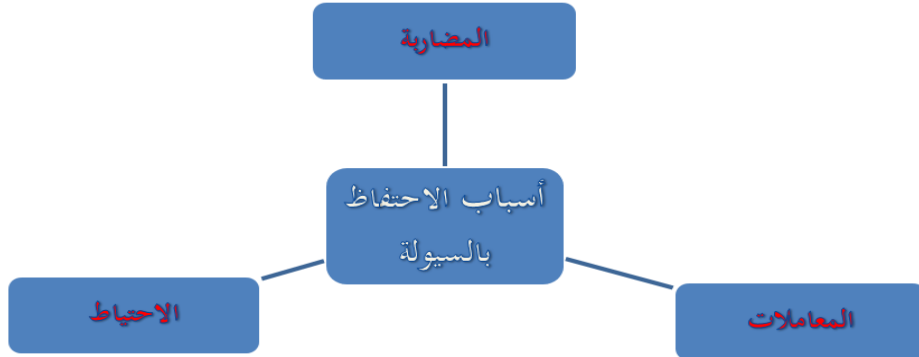 المضاربة
أسباب الاحتفاظ
بالسيولة
المعاملات
الاحتياط